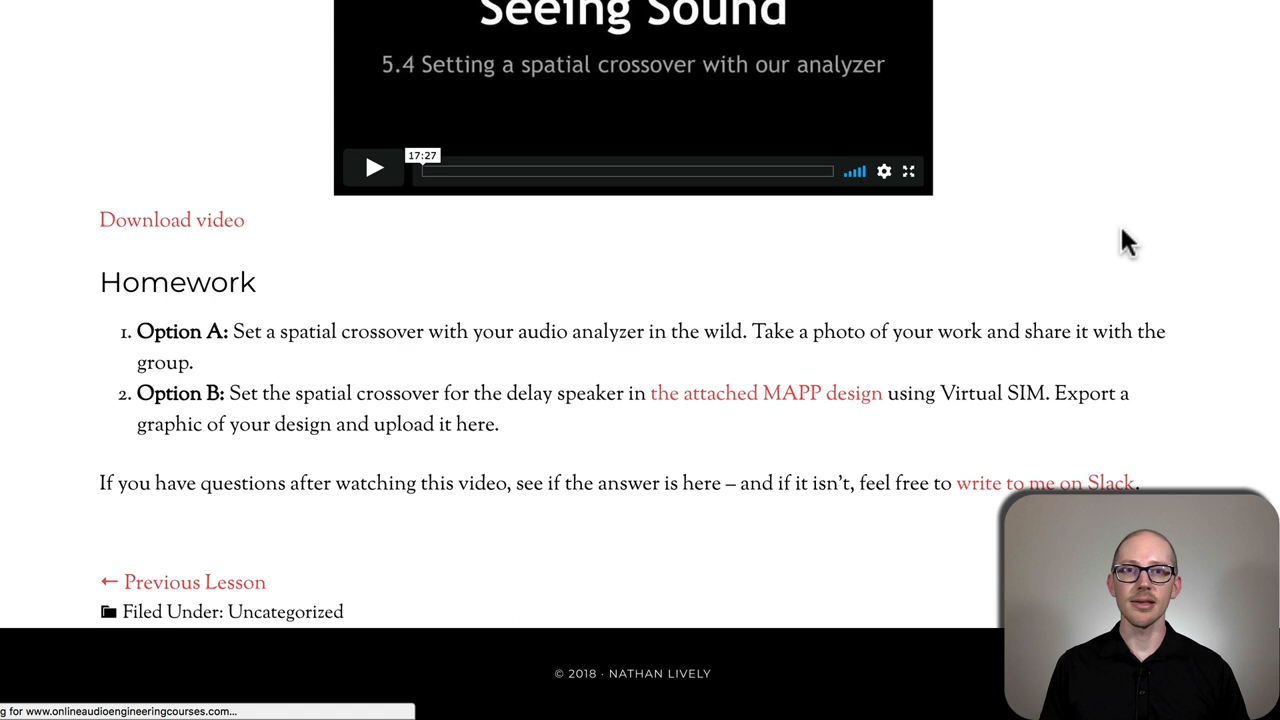 Seeing Sound
5.4 Setting a spatial crossover with our analyzer
17:27
Download video
Homework
1. Option A: Set a spatial crossover with your audio analyzer in the wild. Take a photo of your work and share it with the
group.
2. Option B: Set the spatial crossover for the delay speaker in the attached MAPP design using Virtual SIM. Export a
graphic of your design and upload it here.
If you have questions after watching this video, see if the answer is here – and if it isn't, feel free to write to me on Slack.
← Previous Lesson
Filed Under: Uncategorized
© 2018 · NATHAN LIVELY
g for www.onlineaudioengineeringcourses.com...